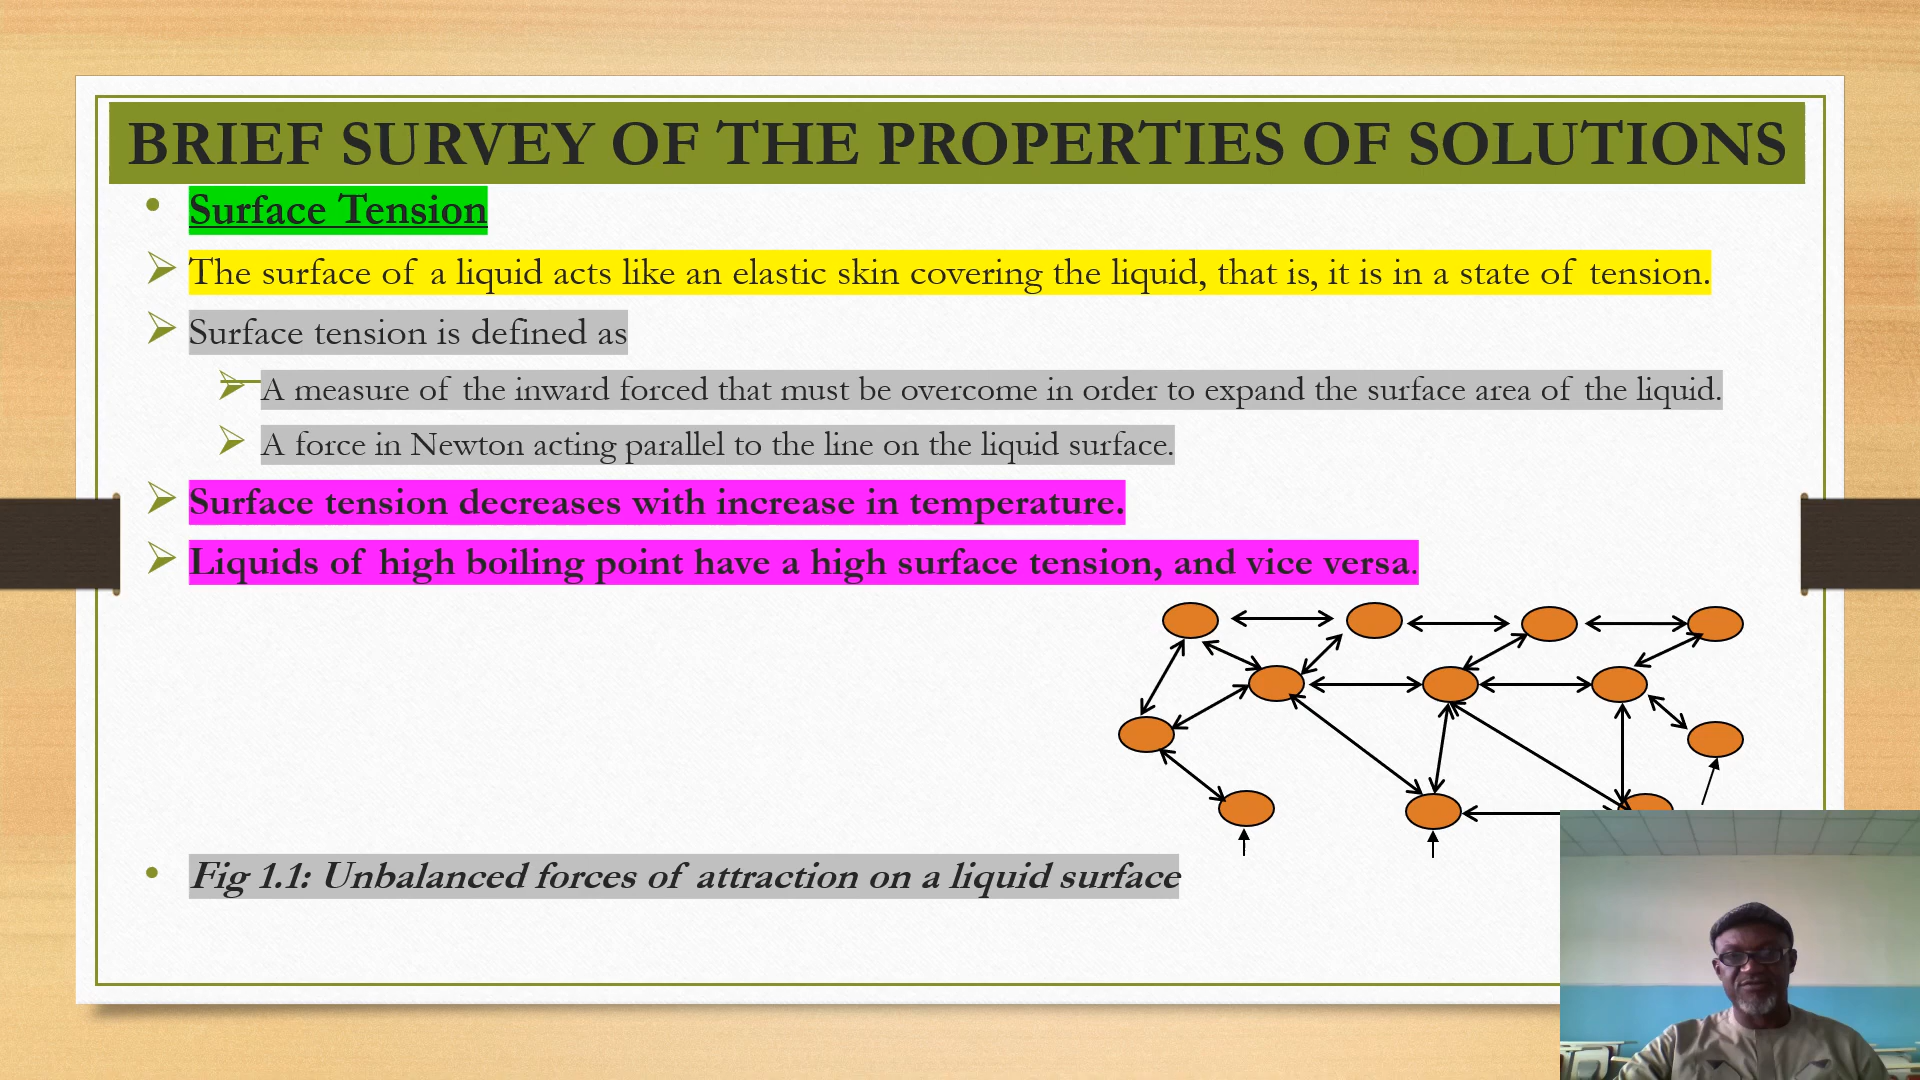 BRIEF SURVEY OF THE PROPERTIES OF SOLUTIONS
Surface Tension
The surface of a liquid acts like an elastic skin covering the liquid, that is, it is in a state of tension.
Surface tension is defined as
A measure of the inward forced that must be overcome in order to expand the surface area of the liquid.
A force in Newton acting parallel to the line on the liquid surface.
Surface tension decreases with increase in temperature.
Liquids of high boiling point have a high surface tension, and vice versa.
Fig 1.1: Unbalanced forces of attraction on a liquid surface